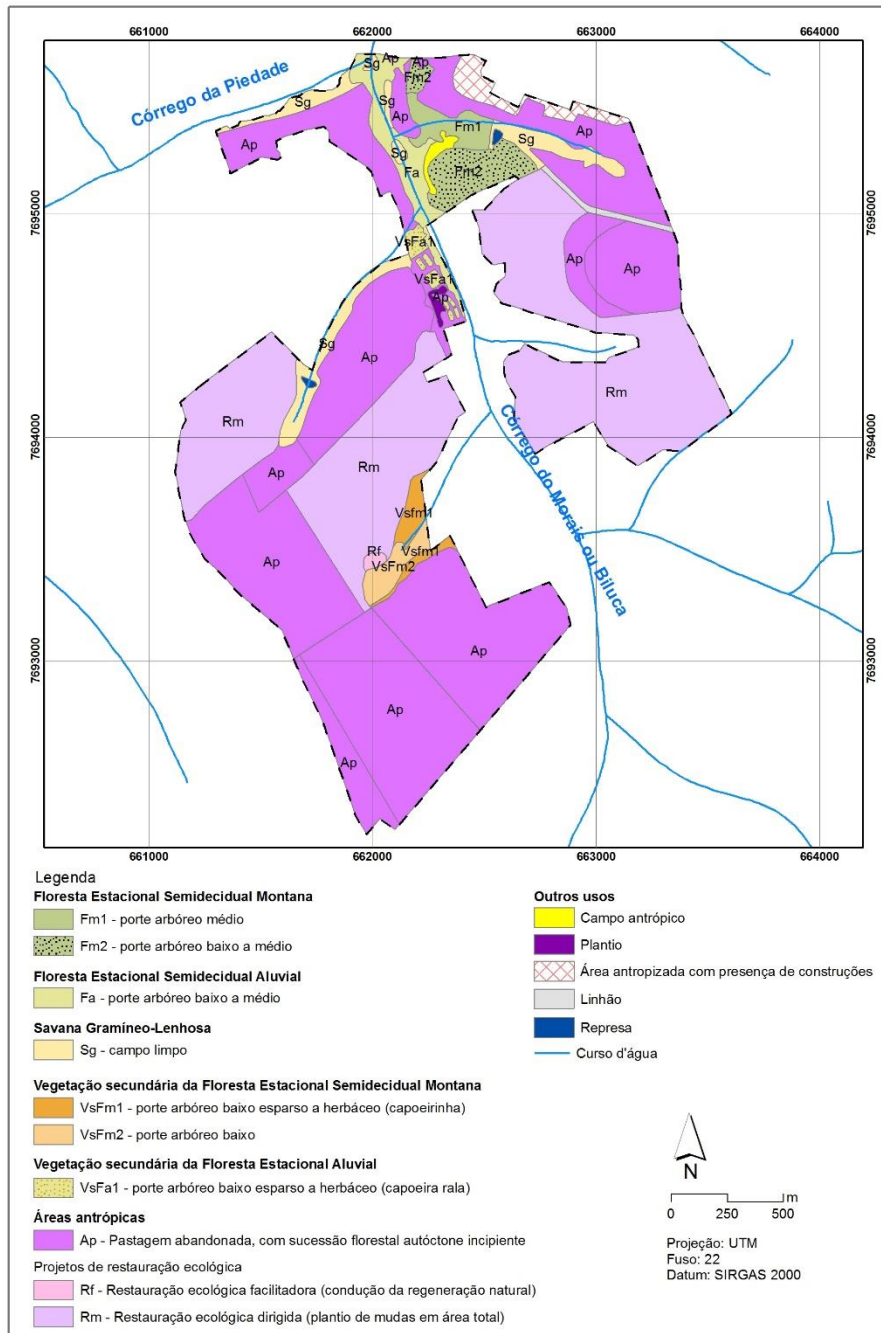 661000 662000 663000 664000
Córrego da Piedade
Sg
Ap
Ap
Fm2
Sg
Sg
Ap
Ap
Fm1
Sg
Ap
Sg
Fa
Fm2
7695000
7695000
VsFa1
VsFa1
Ap
Ap
Ap
Sg
Ap
Rm
Rm
7694000
7694000
Rm
Ap
Córrego do Morais ou Biluca
Vsfm1
Ap
Rf
Vsfm1
VsFm2
7693000
7693000
Ap
Ap
Ap
661000 662000 663000 664000
Legenda
Floresta Estacional Semidecidual Montana
Fm1 - porte arbóreo médio
Fm2 - porte arbóreo baixo a médio
Floresta Estacional Semidecidual Aluvial
Fa - porte arbóreo baixo a médio
Savana Gramíneo-Lenhosa
Sg - campo limpo
Vegetação secundária da Floresta Estacional Semidecidual Montana
VsFm1 - porte arbóreo baixo esparso a herbáceo (capoeirinha)
VsFm2 - porte arbóreo baixo
Vegetação secundária da Floresta Estacional Aluvial
VsFa1 - porte arbóreo baixo esparso a herbáceo (capoeira rala)
Áreas antrópicas
Ap - Pastagem abandonada, com sucessão florestal autóctone incipiente
Projetos de restauração ecológica
Rf - Restauração ecológica facilitadora (condução da regeneração natural)
Rm - Restauração ecológica dirigida (plantio de mudas em área total)
Outros usos
Campo antrópico
Plantio
Área antropizada com presença de construções
Linhão
Represa
Curso d'água
N
m
0 250 500
Projeção: UTM
Fuso: 22
Datum: SIRGAS 2000